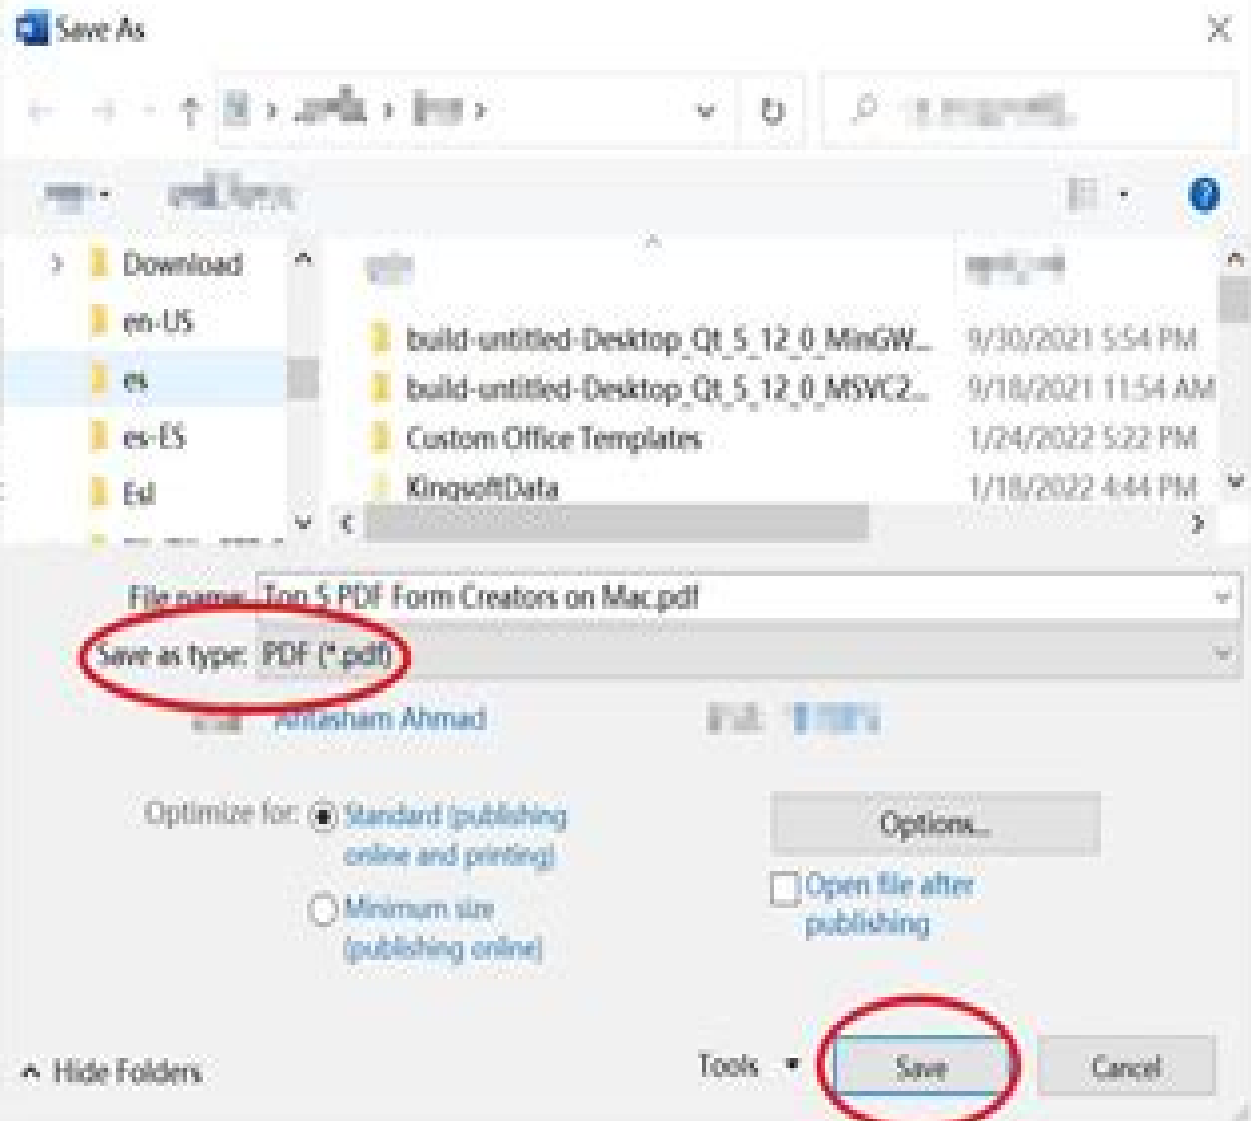 Save As
Download
en-US
es
es-ES
Esl
build-untitled-Desktop_Qt_5_12_0_MinGW... 9/30/2021 5:54 PM
build-untitled-Desktop_Qt_5_12_0_MSVC2... 9/18/2021 11:54 AM
Custom Office Templates 1/24/2022 5:22 PM
KingsoftData 1/18/2022 4:44 PM
File name: Top 5 PDF Form Creators on Mac.pdf
Save as type: PDF (*.pdf)
Ahtasham Ahmad
Optimize for: Standard (publishing
online and printing)
Minimum size
(publishing online)
Options...
Open file after
publishing
Hide Folders
Tools
Save
Cancel